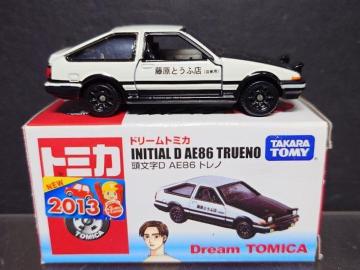 藤原とうふ店(自家用)
ドリームトミカ
INITIAL D AE86 TRUENO
頭文字D AE86 トレノ
TAKARA
TOMY
トミカ
NEW
2013
TOMICA
Dream TOMICA